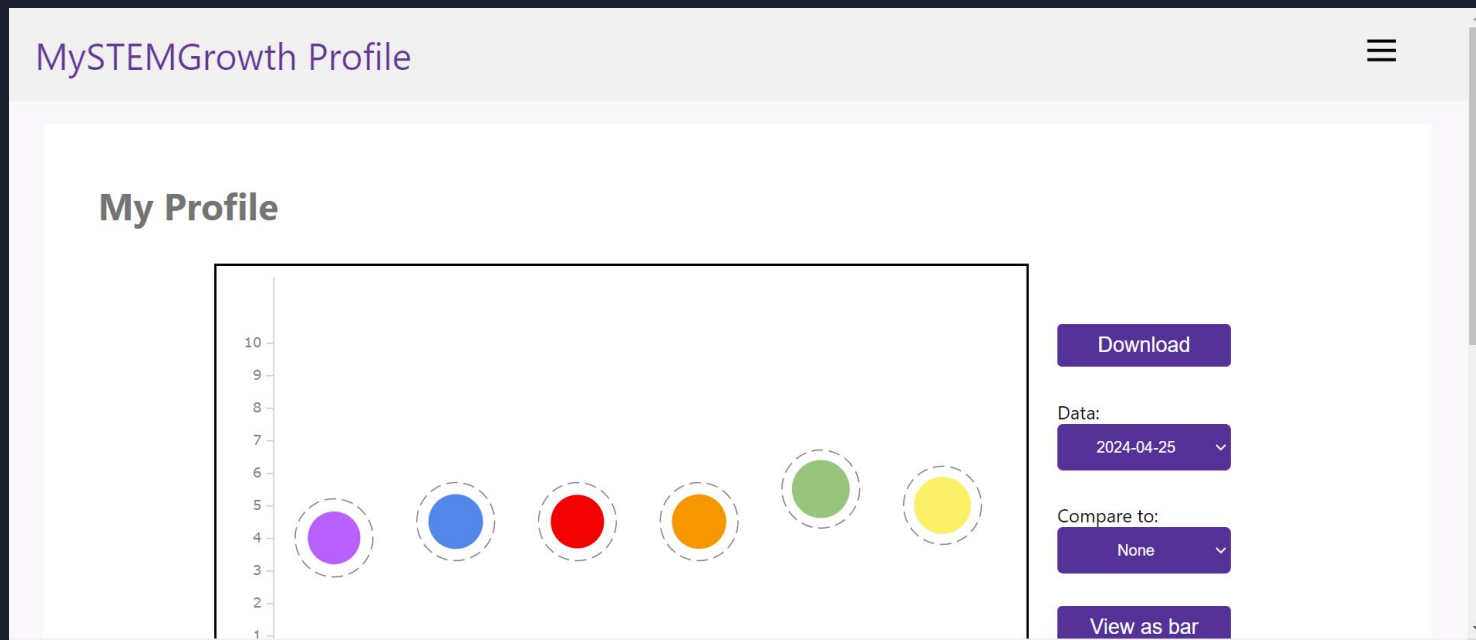 MySTEMGrowth Profile
My Profile
10
9
8
7
6
5
4
3
2
1
Download
Data:
2024-04-25
Compare to:
None
View as bar